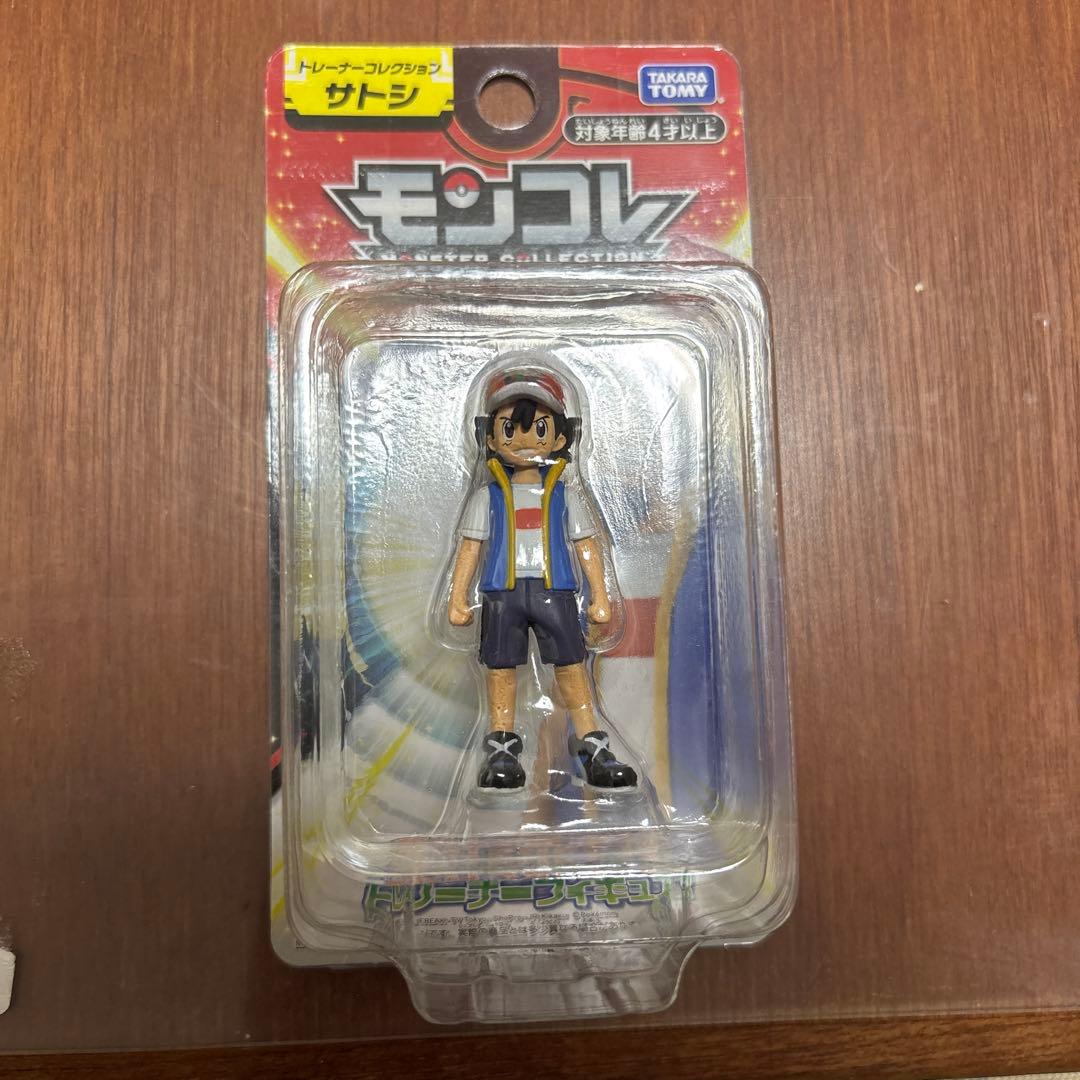 トレーナーコレクション
サトシ
TAKARA
TOMY
たいしょうねんれい さいいじょう
対象年齢4才以上
モンコレ
MONSTER COLLECTION
トレーナーフィギュア